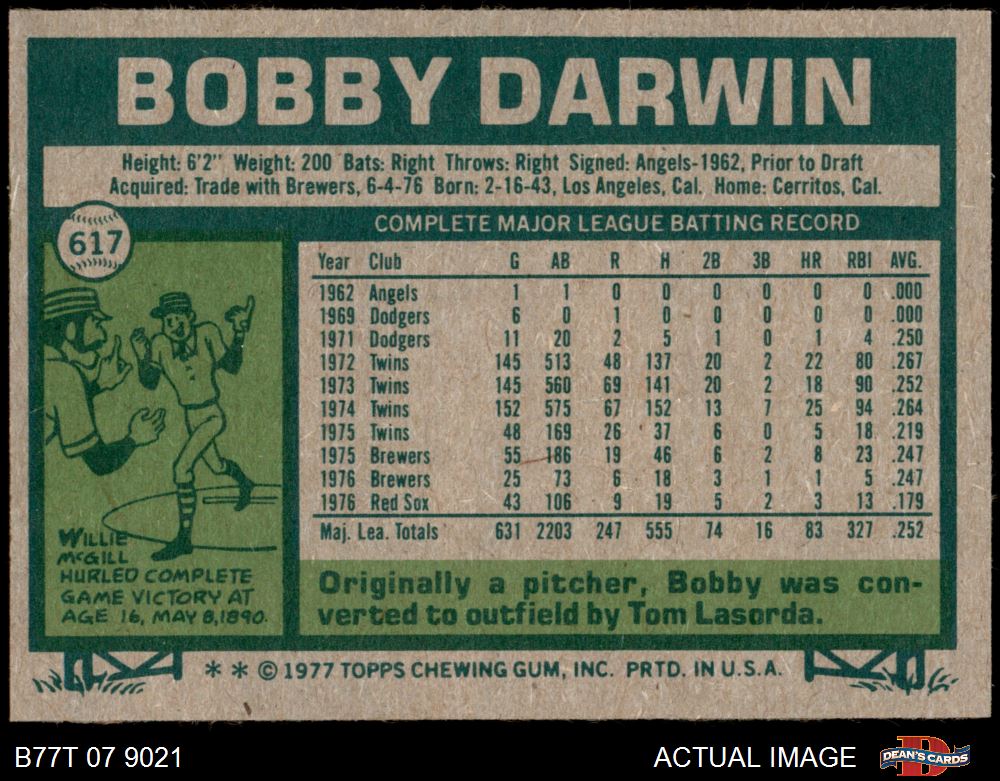 BOBBY DARWIN
Height: 6'2" Weight: 200 Bats: Right Throws: Right Signed: Angels-1962, Prior to Draft
Acquired: Trade with Brewers, 6-4-76 Born: 2-16-43, Los Angeles, Cal. Home: Cerritos, Cal.
617
COMPLETE MAJOR LEAGUE BATTING RECORD
Year Club G AB R H 2B 3B HR RBI AVG.
1962 Angels 1 1 0 0 0 0 0 0 .000
1969 Dodgers 6 0 1 0 0 0 0 0 .000
1971 Dodgers 11 20 2 5 1 0 1 4 .250
1972 Twins 145 513 48 137 20 2 22 80 .267
1973 Twins 145 560 69 141 20 2 18 90 .252
1974 Twins 152 575 67 152 13 7 25 94 .264
1975 Twins 48 169 26 37 6 0 5 18 .219
1975 Brewers 55 186 19 46 6 2 8 23 .247
1976 Brewers 25 73 6 18 3 1 1 5 .247
1976 Red Sox 43 106 9 19 5 2 3 13 .179
Maj. Lea. Totals 631 2203 247 555 74 16 83 327 .252
WILLIE
McGILL
HURLED COMPLETE
GAME VICTORY AT
AGE 16, MAY 8, 1890.
Originally a pitcher, Bobby was con-
verted to outfield by Tom Lasorda.
* * © 1977 TOPPS CHEWING GUM, INC. PRTD. IN U.S.A.
B77T 07 9021
ACTUAL IMAGE
D
DEAN'S CARDS